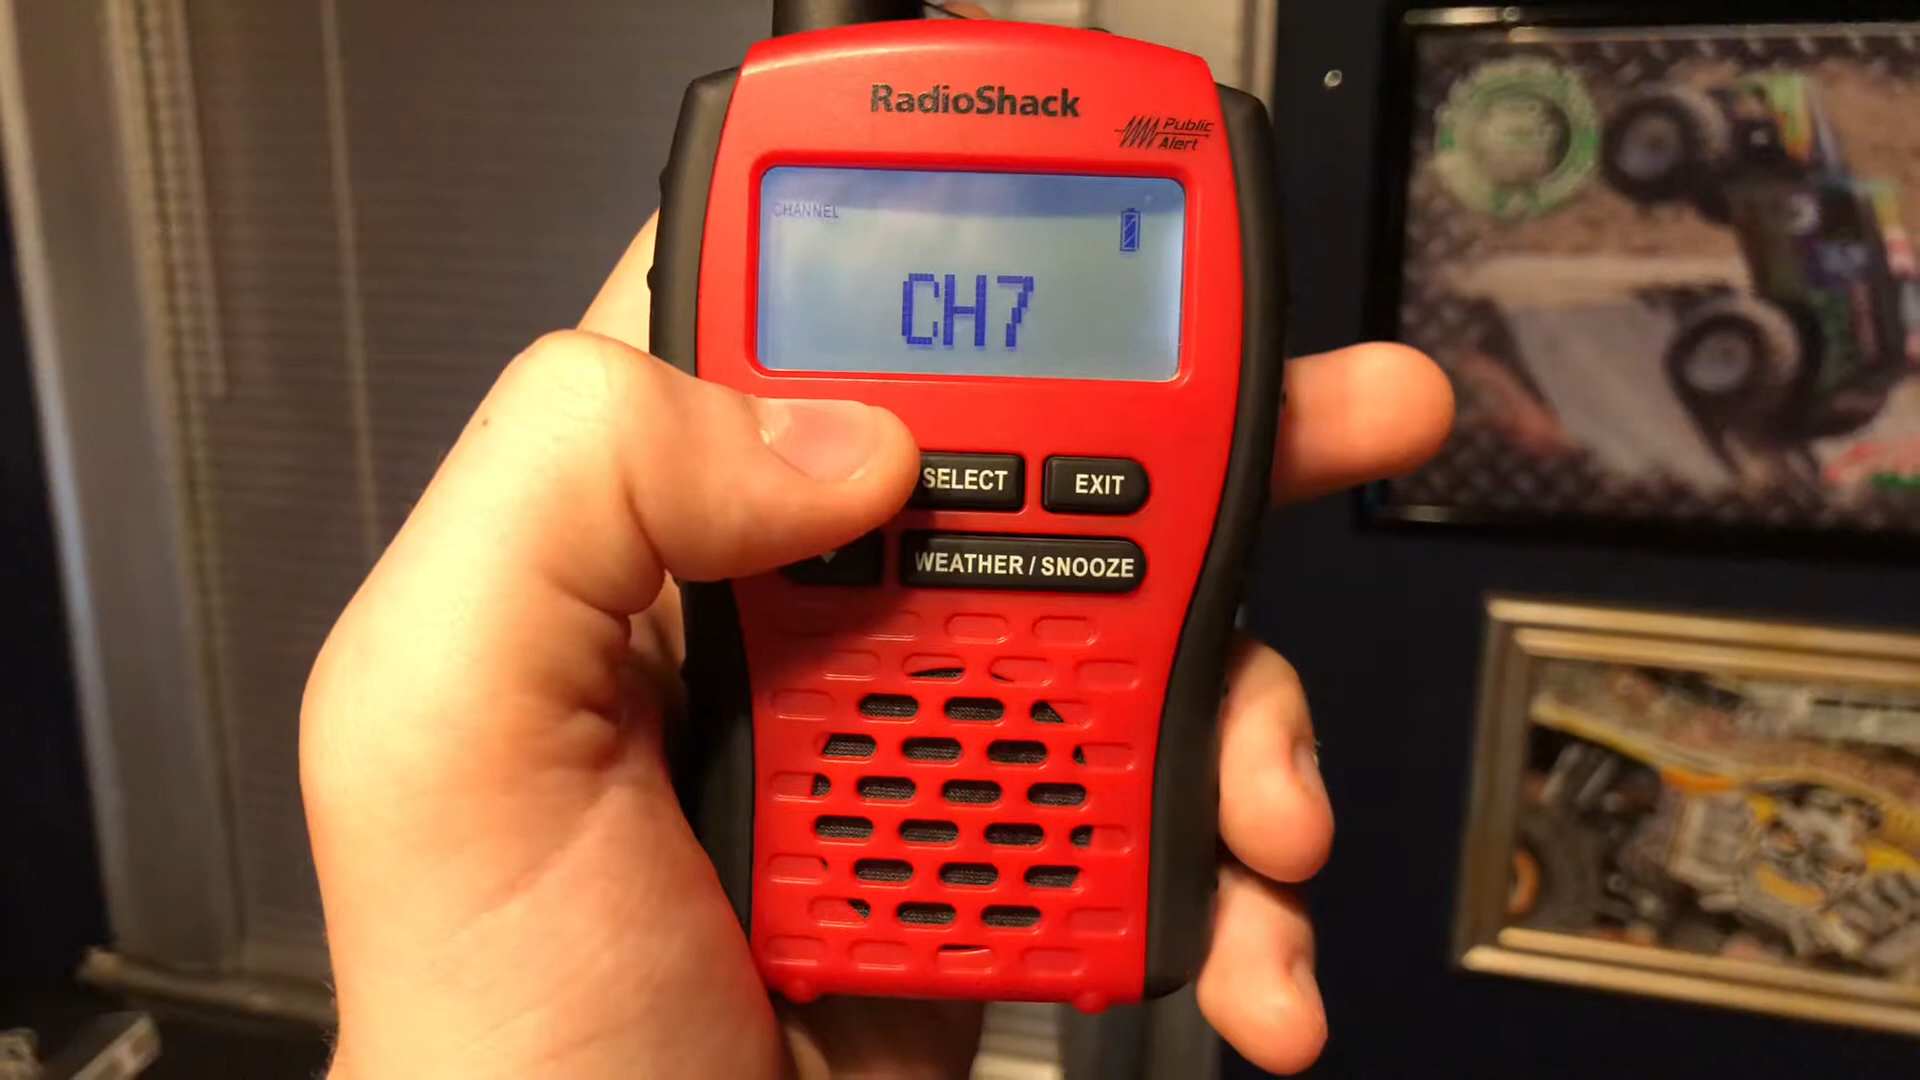 RadioShack
Public
Alert
CHANNEL
CH7
SELECT
EXIT
WEATHER / SNOOZE